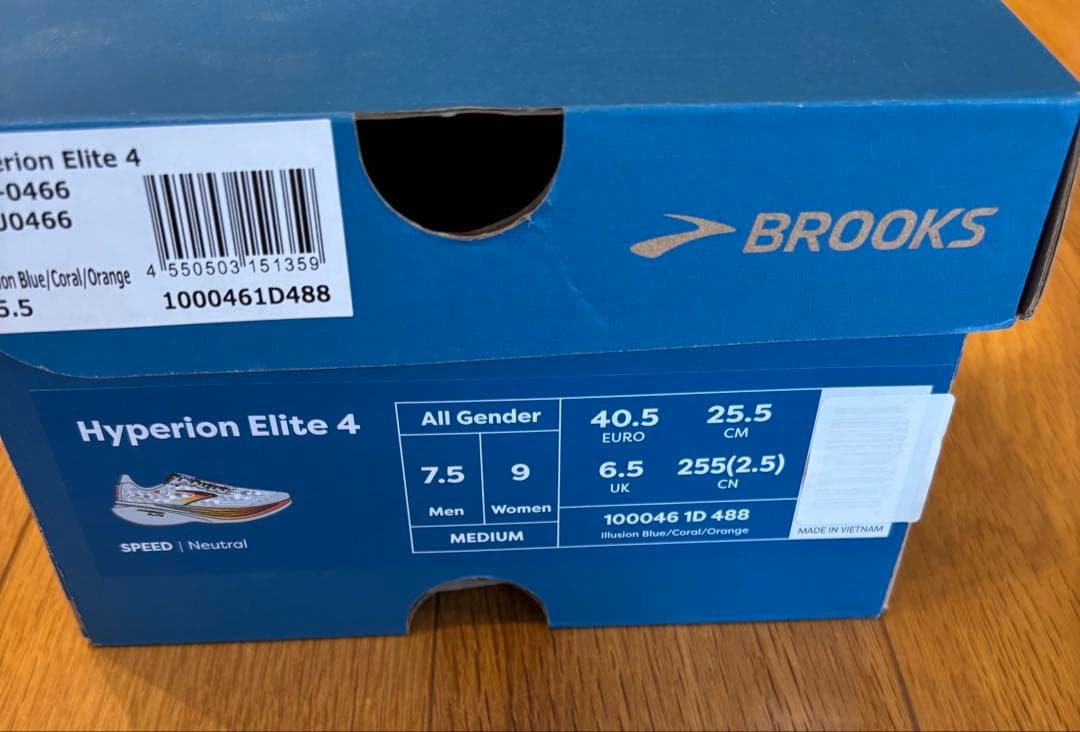 erion Elite 4
-0466
J0466
4 550503 151359
on Blue/Coral/Orange
5.5
1000461D488
BROOKS
Hyperion Elite 4
SPEED | Neutral
All Gender
7.5
Men
9
Women
MEDIUM
40.5
EURO
25.5
CM
6.5
UK
255(2.5)
CN
100046 1D 488
Illusion Blue/Coral/Orange
MADE IN VIETNAM